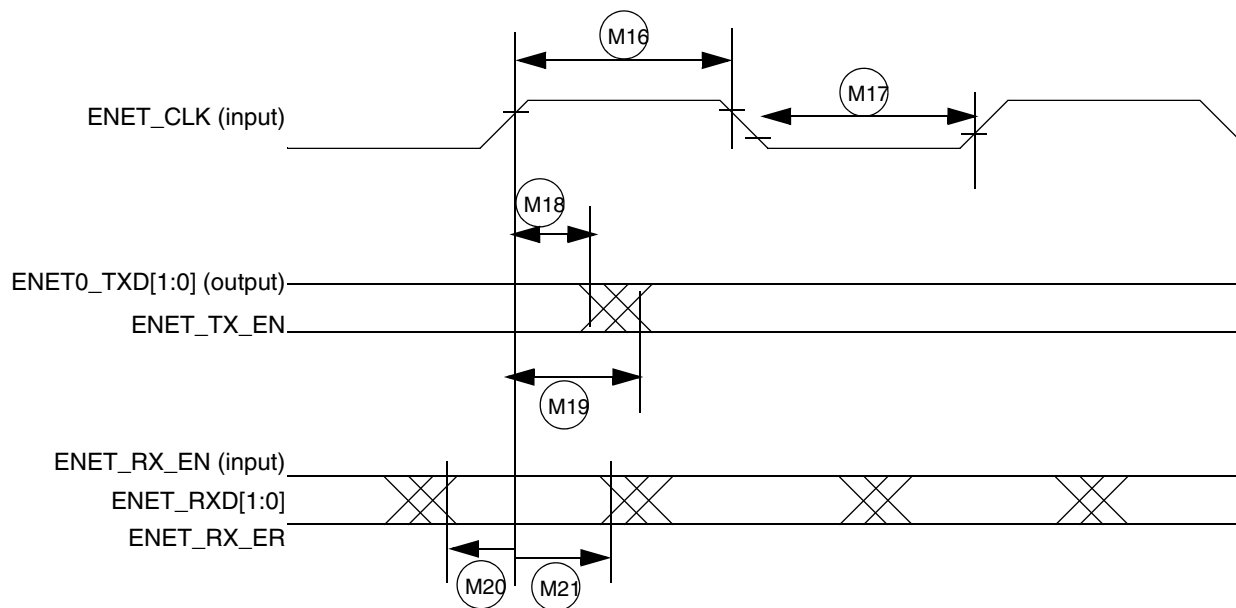 M16
M17
ENET_CLK (input)
M18
ENET0_TXD[1:0] (output)
ENET_TX_EN
M19
ENET_RX_EN (input)
ENET_RXD[1:0]
ENET_RX_ER
M20
M21